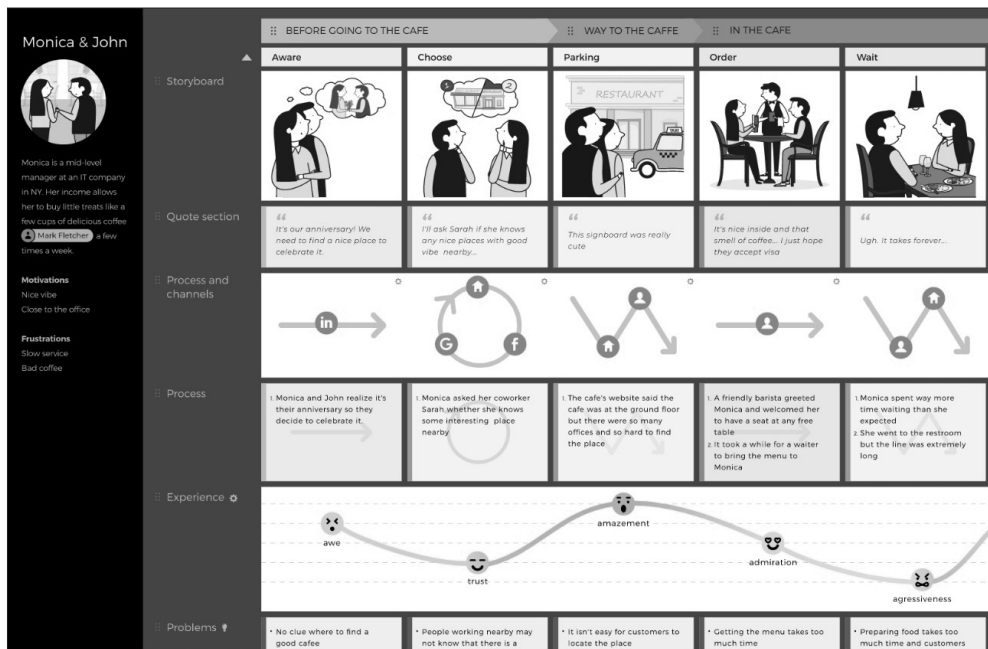 Monica & John
Monica is a mid-level
manager at an IT company
in NY. Her income allows
her to buy little treats like a
few cups of delicious coffee
Mark Fletcher a few
times a week.
Motivations
Nice vibe
Close to the office
Frustrations
Slow service
Bad coffee
BEFORE GOING TO THE CAFE
WAY TO THE CAFFE
IN THE CAFE
Aware
Choose
Parking
Order
Wait
Storyboard
1
2
RESTAURANT
TAXI
Quote section
It's our anniversary! We
need to find a nice place to
celebrate it.
I'll ask Sarah if she knows
any nice places with good
vibe nearby...
This signboard was really
cute
It's nice inside and that
smell of coffee... I just hope
they accept visa
Ugh. It takes forever...
Process and
channels
in
G
f
Process
1. Monica and John realize it's
their anniversary so they
decide to celebrate it.
1. Monica asked her coworker
Sarah whether she knows
some interesting place
nearby
1. The cafe's website said the
cafe was at the ground floor
but there were so many
offices and so hard to find
the place
1. A friendly barista greeted
Monica and welcomed her
to have a seat at any free
table
2. It took a while for a waiter
to bring the menu to
Monica
1. Monica spent way more
time waiting than she
expected
2. She went to the restroom
but the line was extremely
long
Experience
awe
trust
amazement
admiration
agressiveness
Problems
• No clue where to find a
good cafee
• People working nearby may
not know that there is a
• It isn't easy for customers to
locate the place
• Getting the menu takes too
much time
• Preparing food takes too
much time and customers